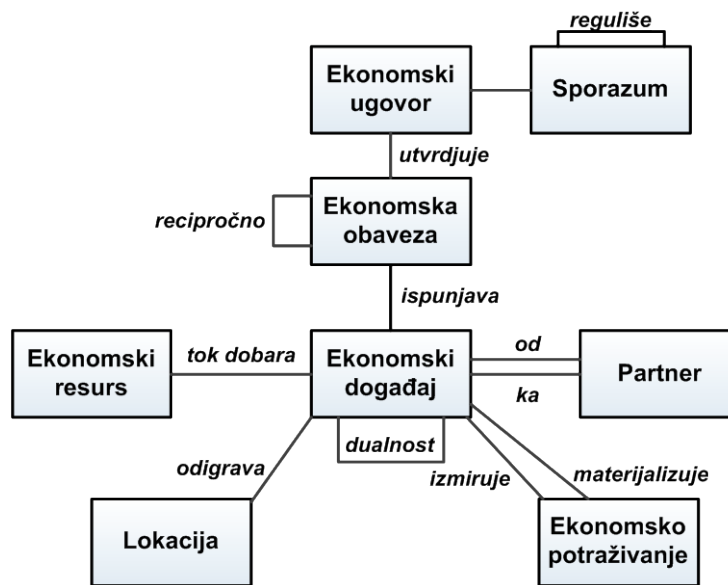 reguliše
Ekonomski
ugovor
Sporazum
utvrdjuje
recipročno
Ekonomska
obaveza
ispunjava
Ekonomski
resurs
tok dobara
Ekonomski
događaj
od
ka
Partner
dualnost
odigrava
izmiruje
materijalizuje
Lokacija
Ekonomsko
potraživanje